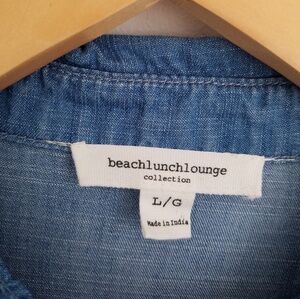 beachlunchlounge
collection
L/G
Made in India